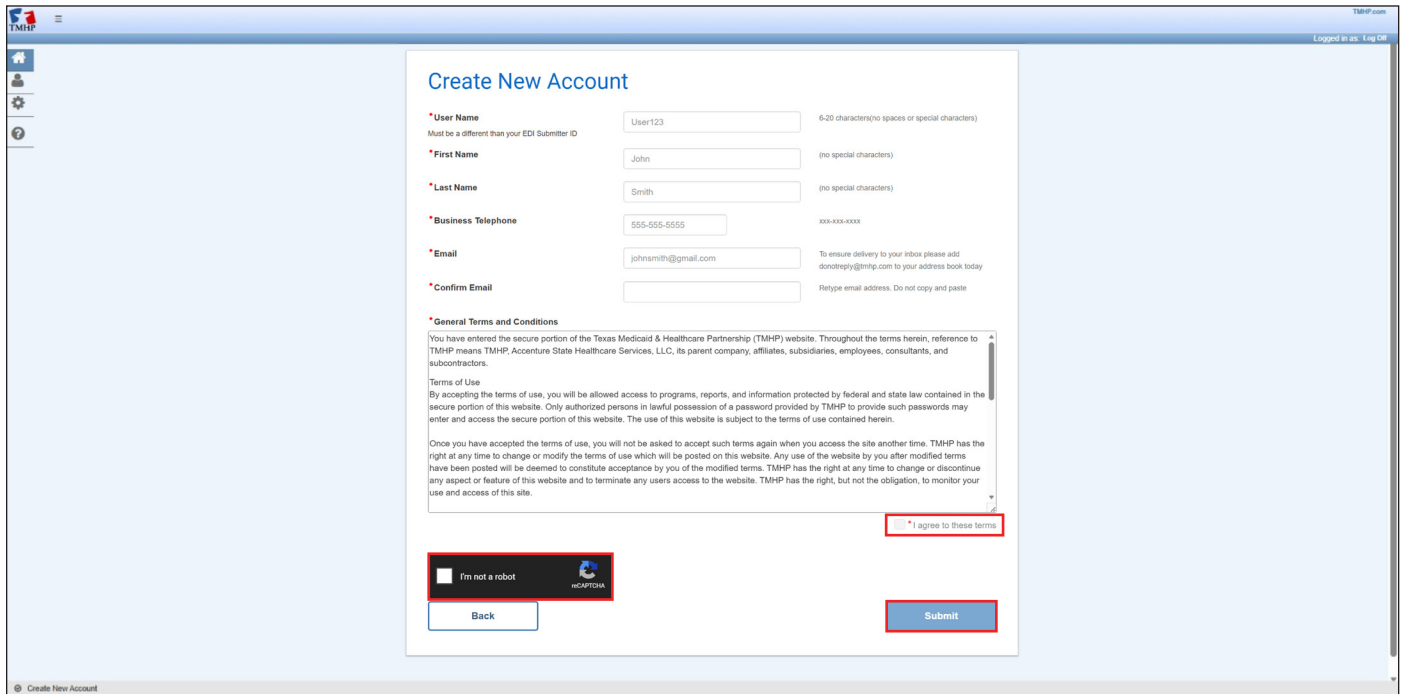 TMHP
TMHP.com
Logged in as: Log Off
Create New Account
*User Name
User123
6-20 characters(no spaces or special characters)
Must be a different than your EDI Submitter ID
*First Name
John
(no special characters)
*Last Name
Smith
(no special characters)
*Business Telephone
555-555-5555
xxx-xxx-xxxx
*Email
johnsmith@gmail.com
To ensure delivery to your inbox please add
donotreply@tmhp.com to your address book today
*Confirm Email
Retype email address. Do not copy and paste
*General Terms and Conditions
You have entered the secure portion of the Texas Medicaid & Healthcare Partnership (TMHP) website. Throughout the terms herein, reference to
TMHP means TMHP, Accenture State Healthcare Services, LLC, its parent company, affiliates, subsidiaries, employees, consultants, and
subcontractors.
Terms of Use
By accepting the terms of use, you will be allowed access to programs, reports, and information protected by federal and state law contained in the
secure portion of this website. Only authorized persons in lawful possession of a password provided by TMHP to provide such passwords may
enter and access the secure portion of this website. The use of this website is subject to the terms of use contained herein.
Once you have accepted the terms of use, you will not be asked to accept such terms again when you access the site another time. TMHP has the
right at any time to change or modify the terms of use which will be posted on this website. Any use of the website by you after modified terms
have been posted will be deemed to constitute acceptance by you of the modified terms. TMHP has the right at any time to change or discontinue
any aspect or feature of this website and to terminate any users access to the website. TMHP has the right, but not the obligation, to monitor your
use and access of this site.
*I agree to these terms
I'm not a robot
reCAPTCHA
Back
Submit
Create New Account